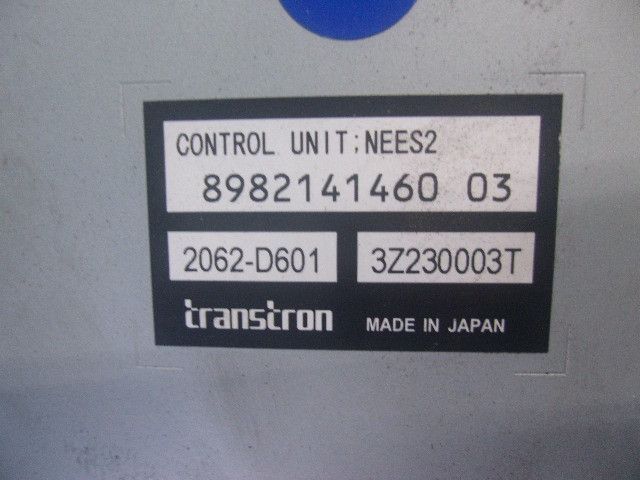 CONTROL UNIT:NEES2
8982141460 03
2062-D601 3Z230003T
transtron MADE IN JAPAN